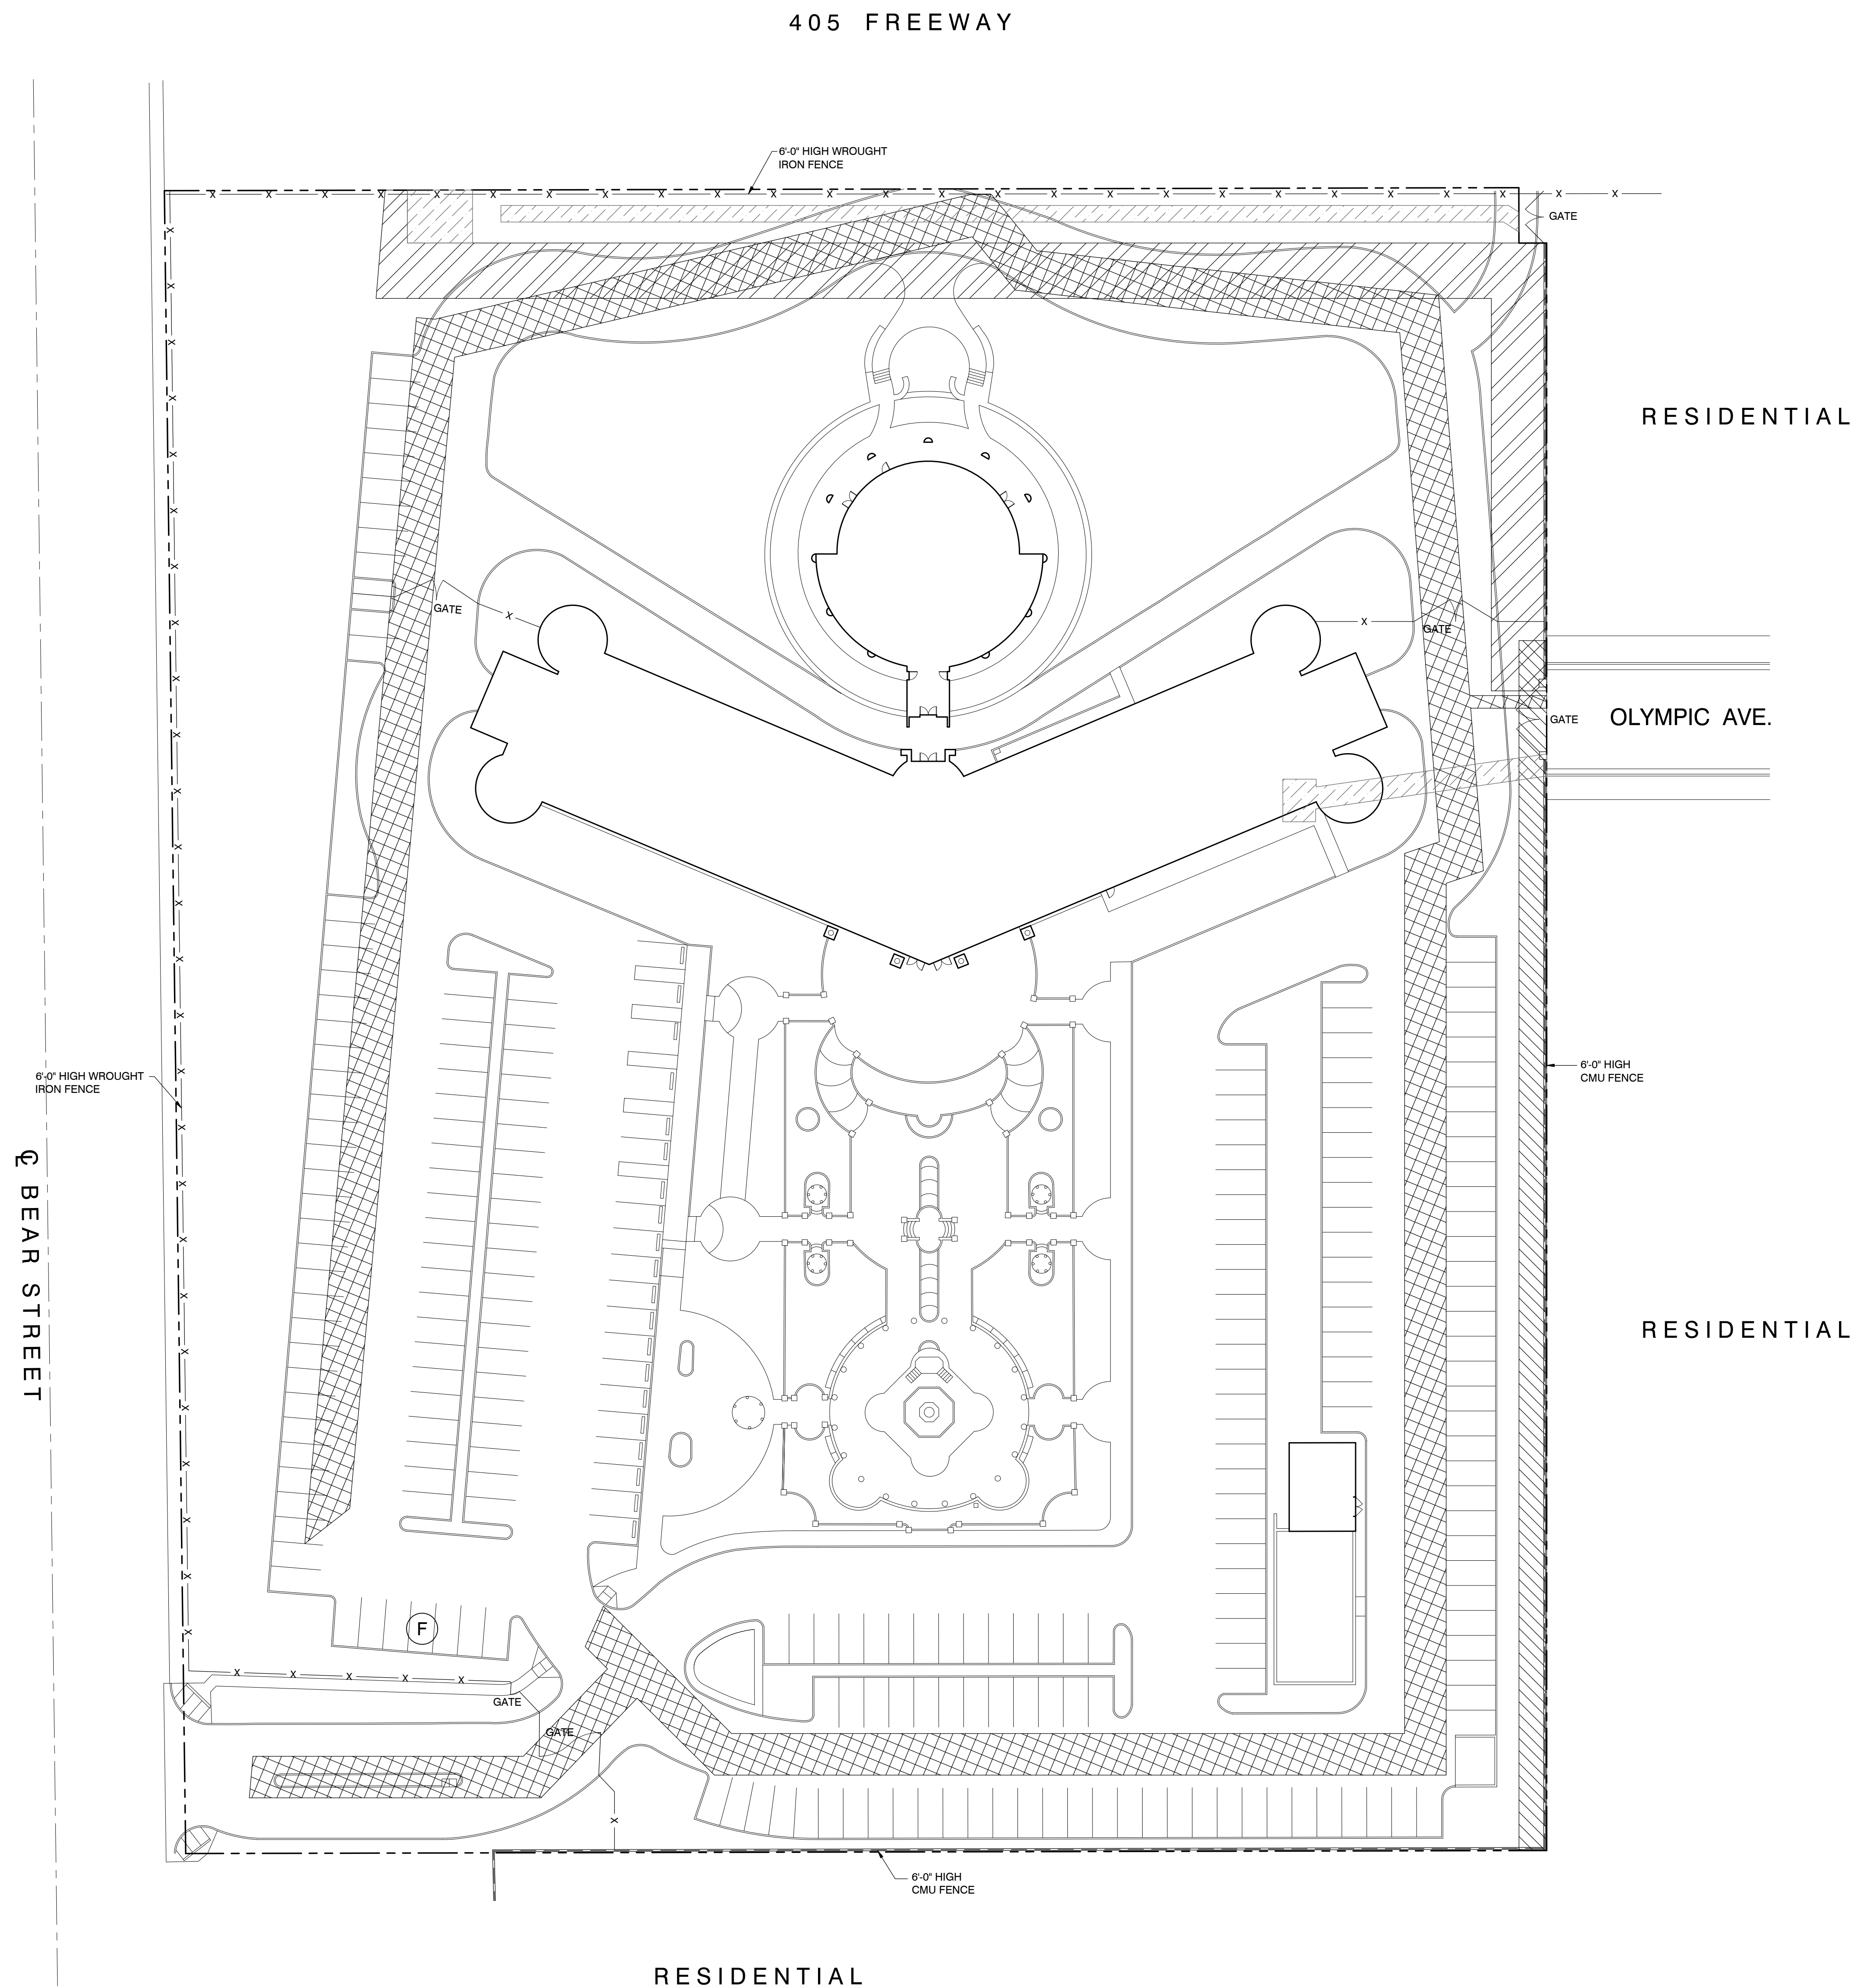 405 FREEWAY
6'-0" HIGH WROUGHT
IRON FENCE
GATE
RESIDENTIAL
GATE
GATE
GATE
OLYMPIC AVE.
6'-0" HIGH WROUGHT
IRON FENCE
6'-0" HIGH
CMU FENCE
CL BEAR STREET
RESIDENTIAL
F
GATE
GATE
6'-0" HIGH
CMU FENCE
RESIDENTIAL